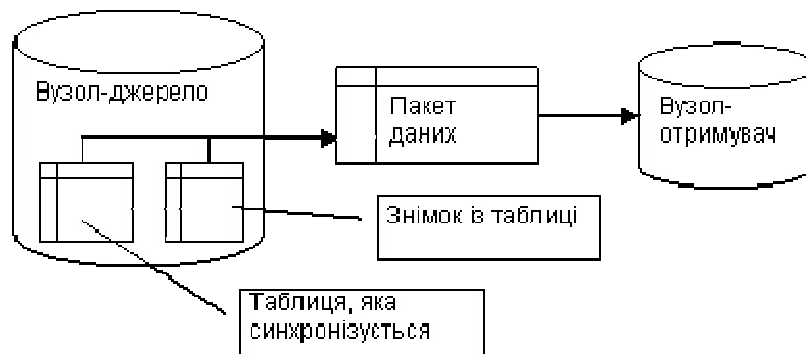 Вузол-джерело
Пакет
даних
Вузол-
отримувач
Знімок із таблиці
Таблиця, яка
синхронізується